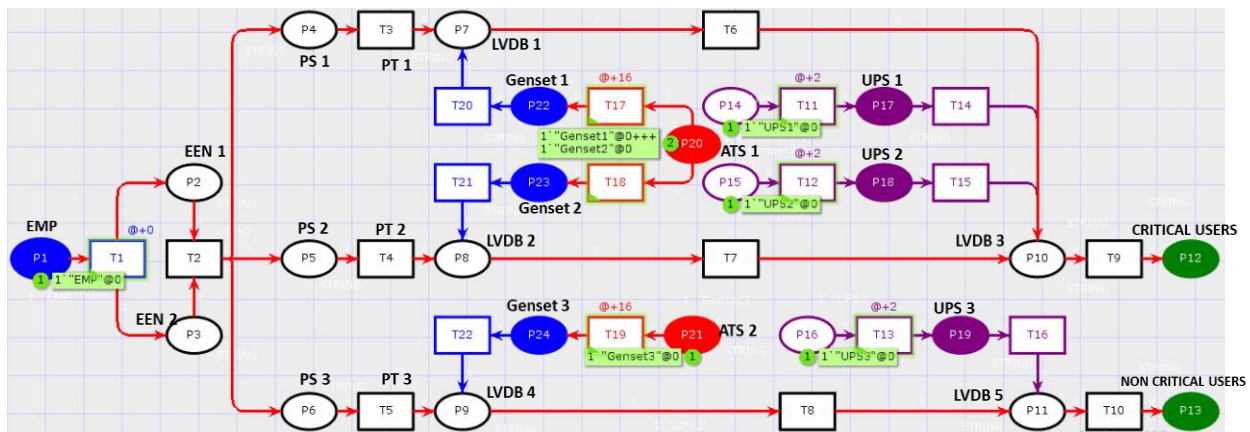 P4
T3
P7
T6
PS 1
PT 1
LVDB 1
Genset 1
@+16
@+2
UPS 1
T20
P22
T17
P14
T11
P17
T14
1`"Genset1"@0+++
1`"Genset2"@0
2
P20
1
1`"UPS1"@0
EEN 1
ATS 1
@+2
UPS 2
P2
T21
P23
T18
P15
T12
P18
T15
1
1`"UPS2"@0
Genset 2
EMP
@+0
PS 2
PT 2
LVDB 2
LVDB 3
CRITICAL USERS
P1
T1
T2
P5
T4
P8
T7
P10
T9
P12
1
1`"EMP"@0
EEN 2
P3
Genset 3
@+16
@+2
UPS 3
T22
P24
T19
P21
ATS 2
P16
T13
P19
T16
1`"Genset3"@0
1
1
1`"UPS3"@0
PS 3
PT 3
LVDB 4
LVDB 5
NON CRITICAL USERS
P6
T5
P9
T8
P11
T10
P13